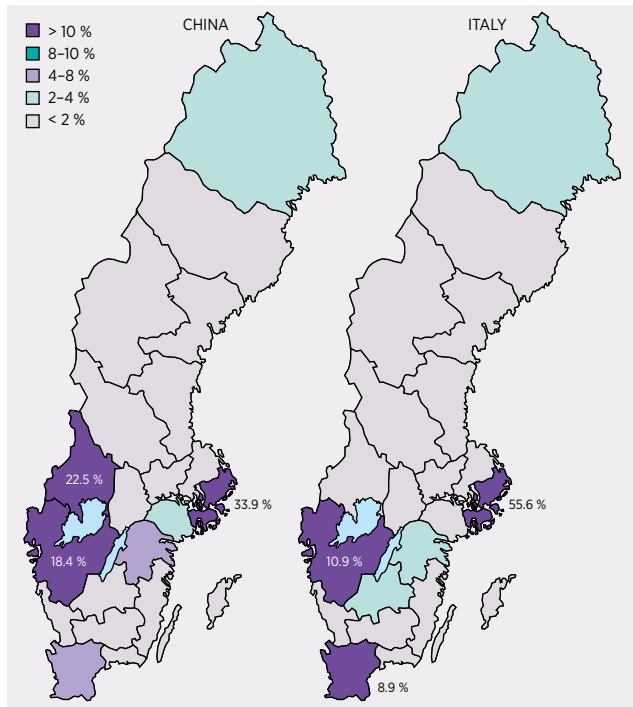 CHINA
ITALY
> 10 %
8–10 %
4–8 %
2–4 %
< 2 %
22.5 %
33.9 %
18.4 %
55.6 %
10.9 %
8.9 %